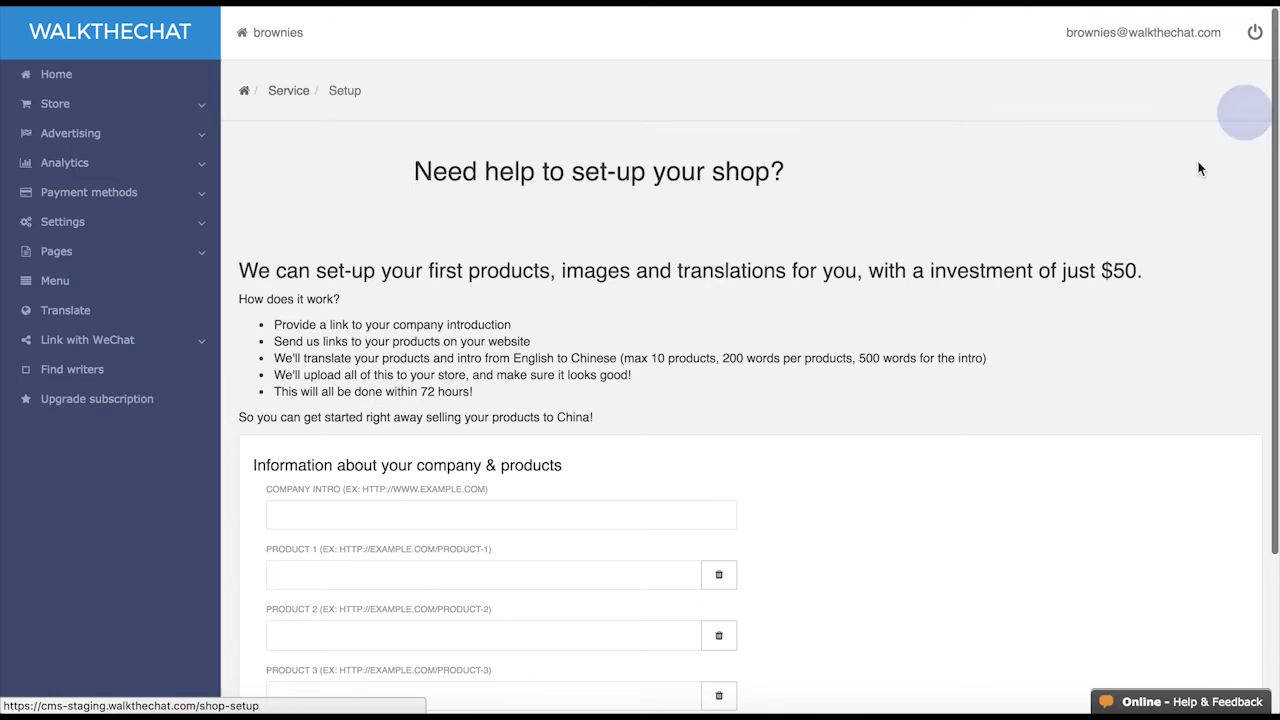 WALKTHECHAT
brownies
brownies@walkthechat.com
Home
Store
Advertising
Analytics
Payment methods
Settings
Pages
Menu
Translate
Link with WeChat
Find writers
Upgrade subscription
/ Service / Setup
Need help to set-up your shop?
We can set-up your first products, images and translations for you, with a investment of just $50.
How does it work?
• Provide a link to your company introduction
• Send us links to your products on your website
• We'll translate your products and intro from English to Chinese (max 10 products, 200 words per products, 500 words for the intro)
• We'll upload all of this to your store, and make sure it looks good!
• This will all be done within 72 hours!
So you can get started right away selling your products to China!
Information about your company & products
COMPANY INTRO (EX: HTTP://WWW.EXAMPLE.COM)
PRODUCT 1 (EX: HTTP://EXAMPLE.COM/PRODUCT-1)
PRODUCT 2 (EX: HTTP://EXAMPLE.COM/PRODUCT-2)
PRODUCT 3 (EX: HTTP://EXAMPLE.COM/PRODUCT-3)
https://cms-staging.walkthechat.com/shop-setup
Online - Help & Feedback